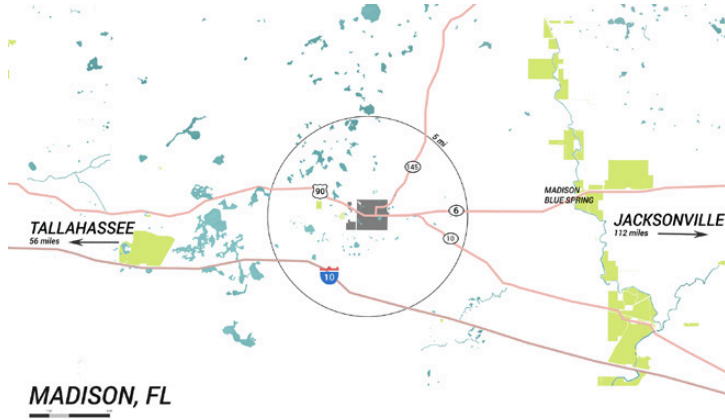 5 mi
145
90
6
MADISON
BLUE SPRING
TALLAHASSEE
56 miles
JACKSONVILLE
112 miles
10
10
MADISON, FL